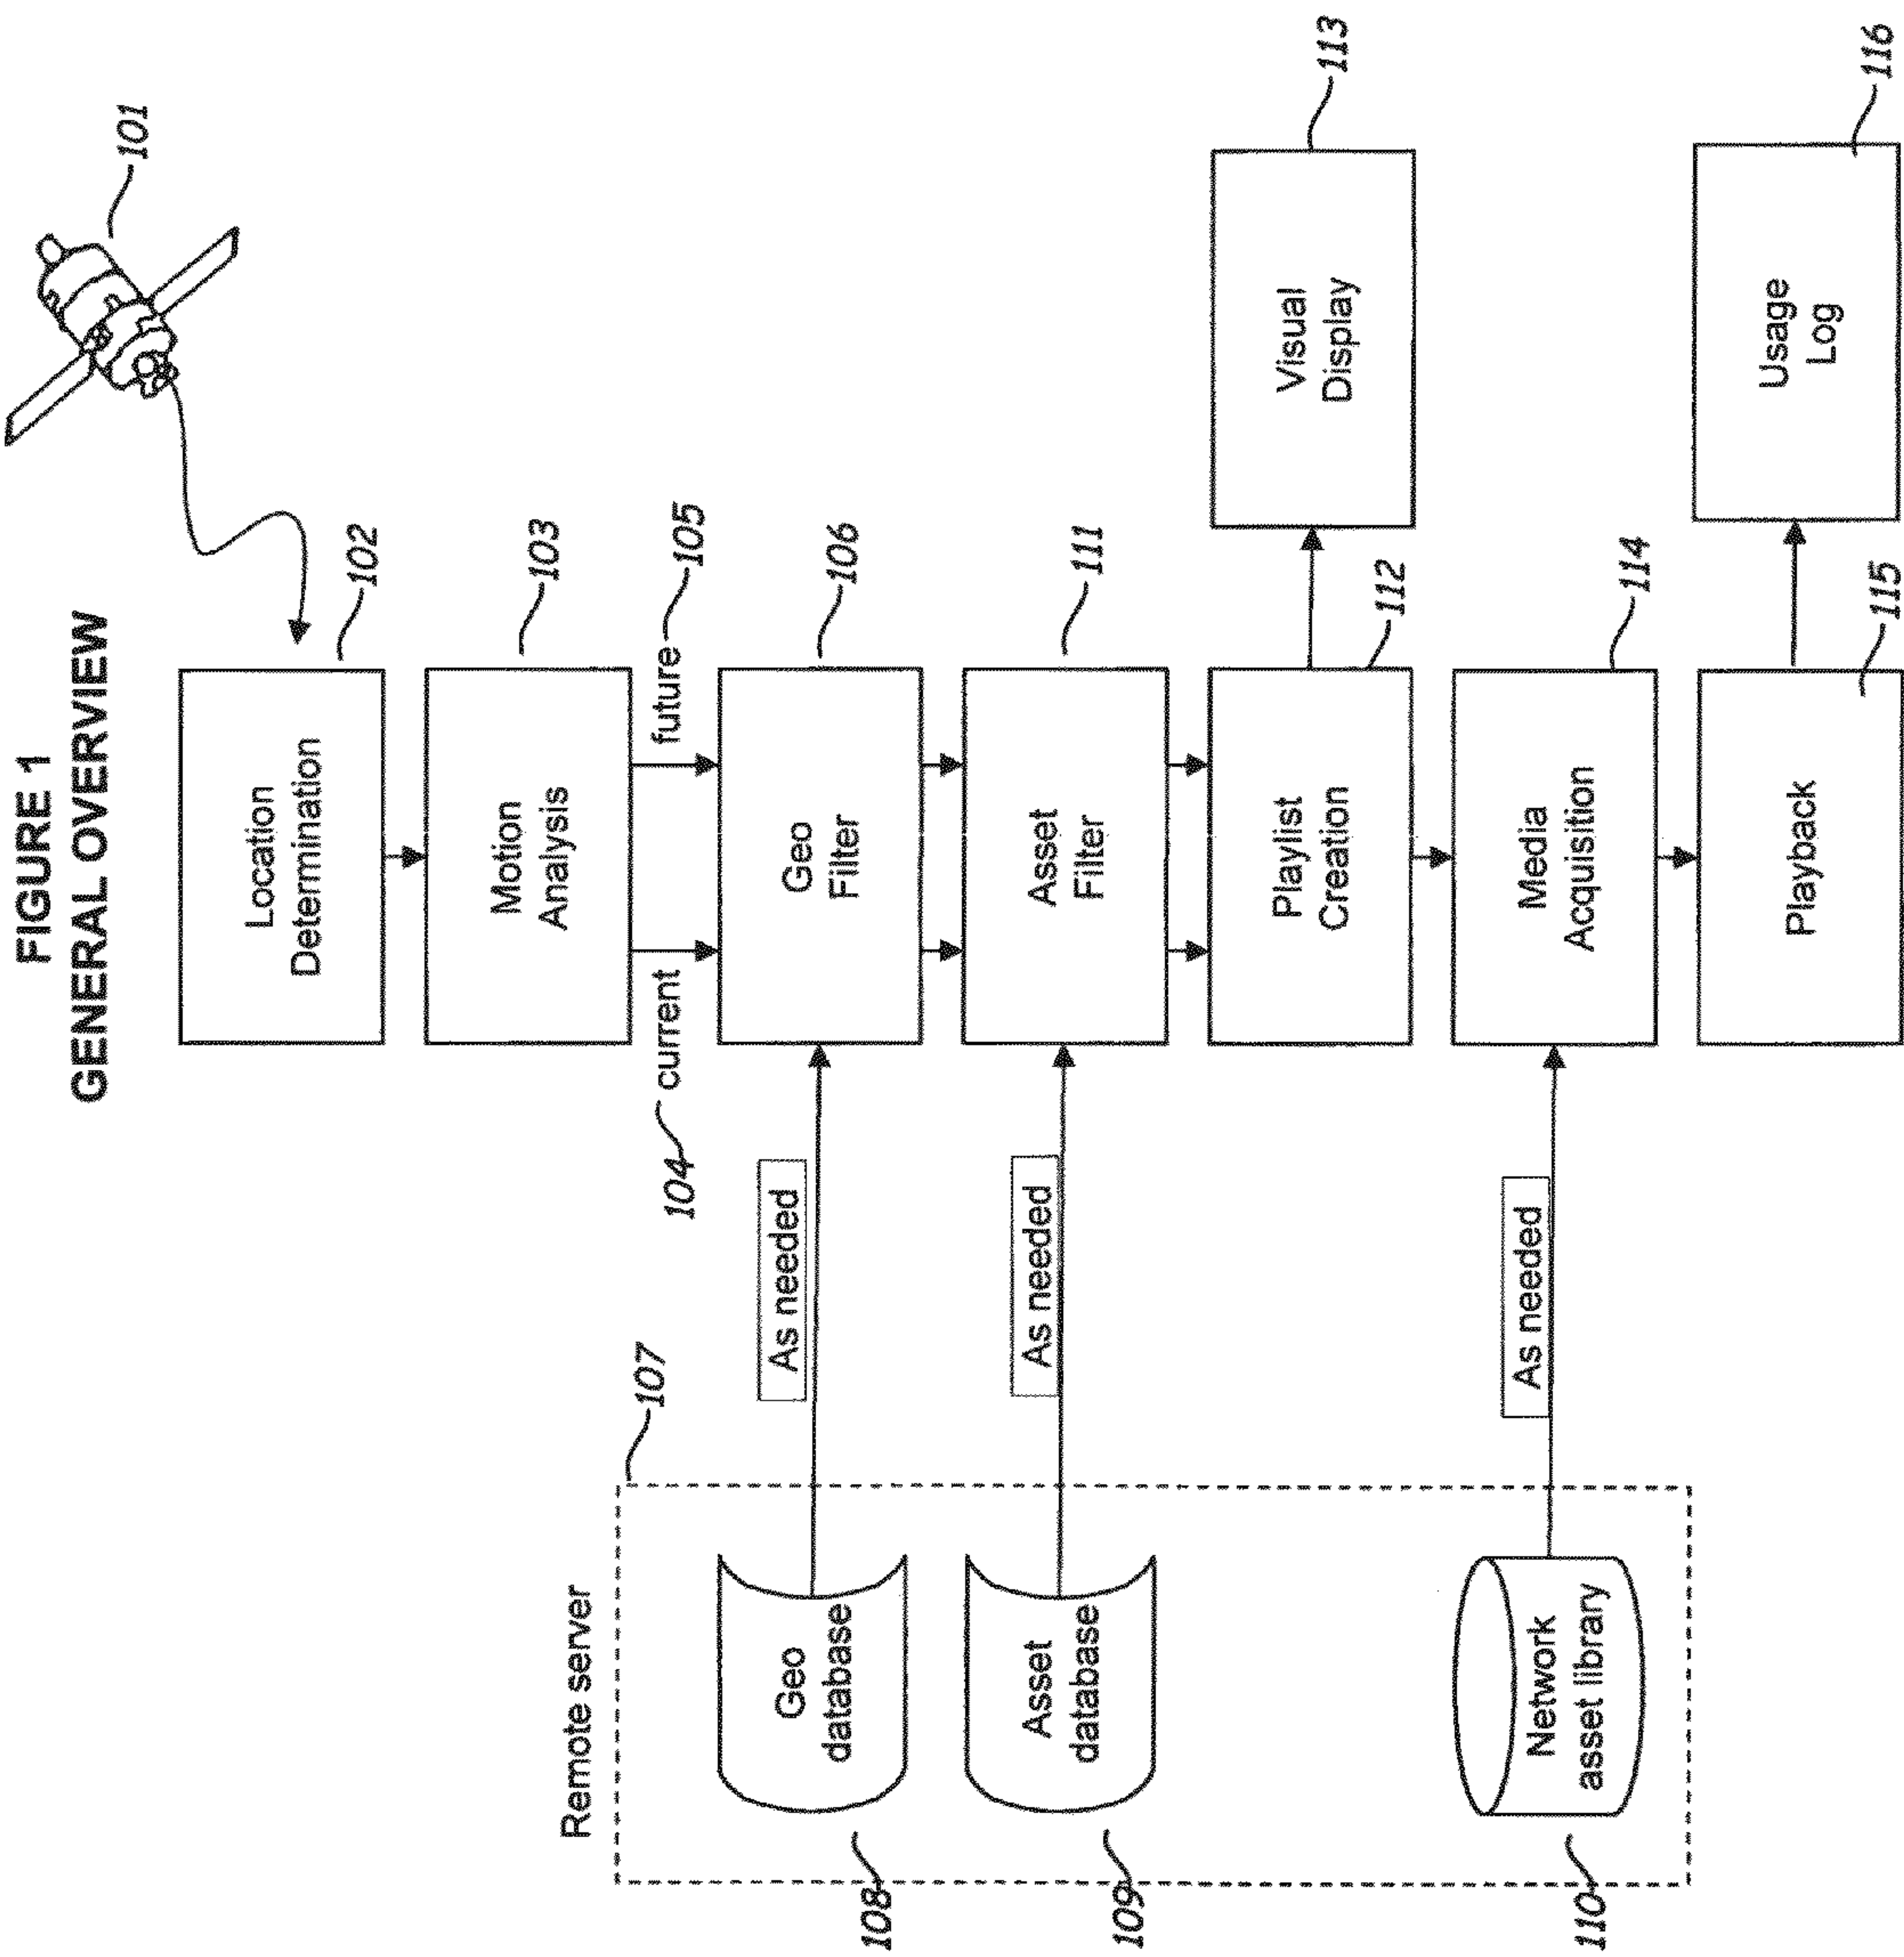 FIGURE 1
GENERAL OVERVIEW
101
Location
Determination
102
Motion
Analysis
103
104
current
future
105
Geo
Filter
106
As needed
Remote server
107
Geo
database
108
Asset
Filter
111
As needed
Asset
database
109
Playlist
Creation
112
Visual
Display
113
Media
Acquisition
114
As needed
Network
asset library
110
Playback
115
Usage
Log
116